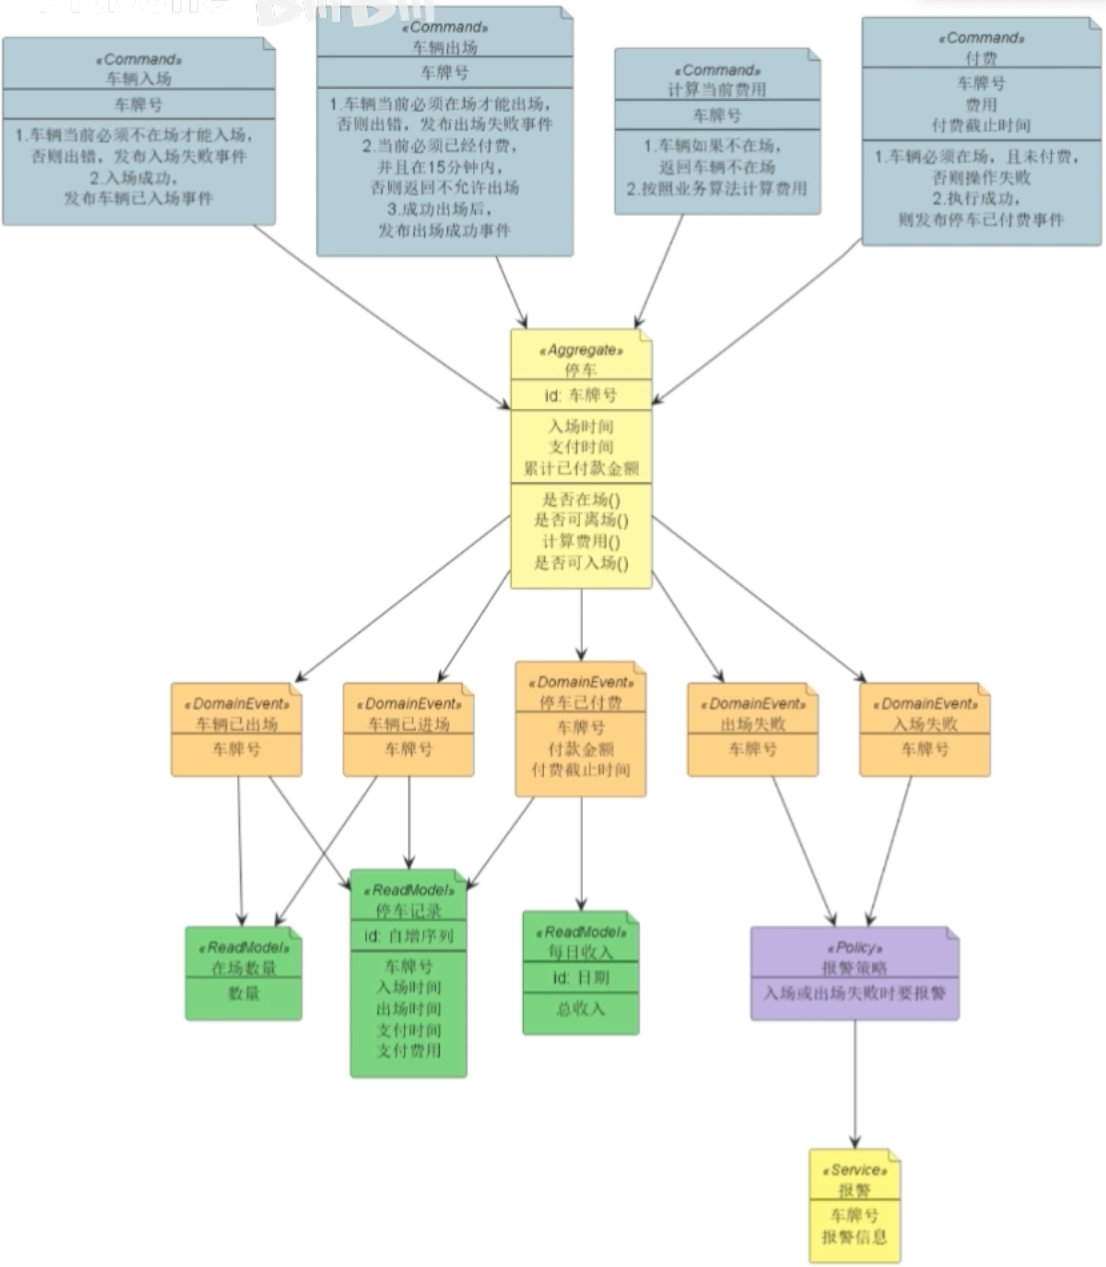 BiliBili
«Command»
车辆入场
车牌号
1.车辆当前必须不在场才能入场，
否则出错，发布入场失败事件
2.入场成功，
发布车辆已入场事件
«Command»
车辆出场
车牌号
1.车辆当前必须在场才能出场，
否则出错，发布出场失败事件
2.当前必须已经付费，
并且在15分钟内，
否则返回不允许出场
3.成功出场后，
发布出场成功事件
«Command»
计算当前费用
车牌号
1.车辆如果不在场，
返回车辆不在场
2.按照业务算法计算费用
«Command»
付费
车牌号
费用
付费截止时间
1.车辆必须在场，且未付费，
否则操作失败
2.执行成功，
则发布停车已付费事件
«Aggregate»
停车
id: 车牌号
入场时间
支付时间
累计已付款金额
是否在场()
是否可离场()
计算费用()
是否可入场()
«DomainEvent»
车辆已出场
车牌号
«DomainEvent»
车辆已进场
车牌号
«DomainEvent»
停车已付费
车牌号
付款金额
付费截止时间
«DomainEvent»
出场失败
车牌号
«DomainEvent»
入场失败
车牌号
«ReadModel»
在场数量
数量
«ReadModel»
停车记录
id: 自增序列
车牌号
入场时间
出场时间
支付时间
支付费用
«ReadModel»
每日收入
id: 日期
总收入
«Policy»
报警策略
入场或出场失败时要报警
«Service»
报警
车牌号
报警信息